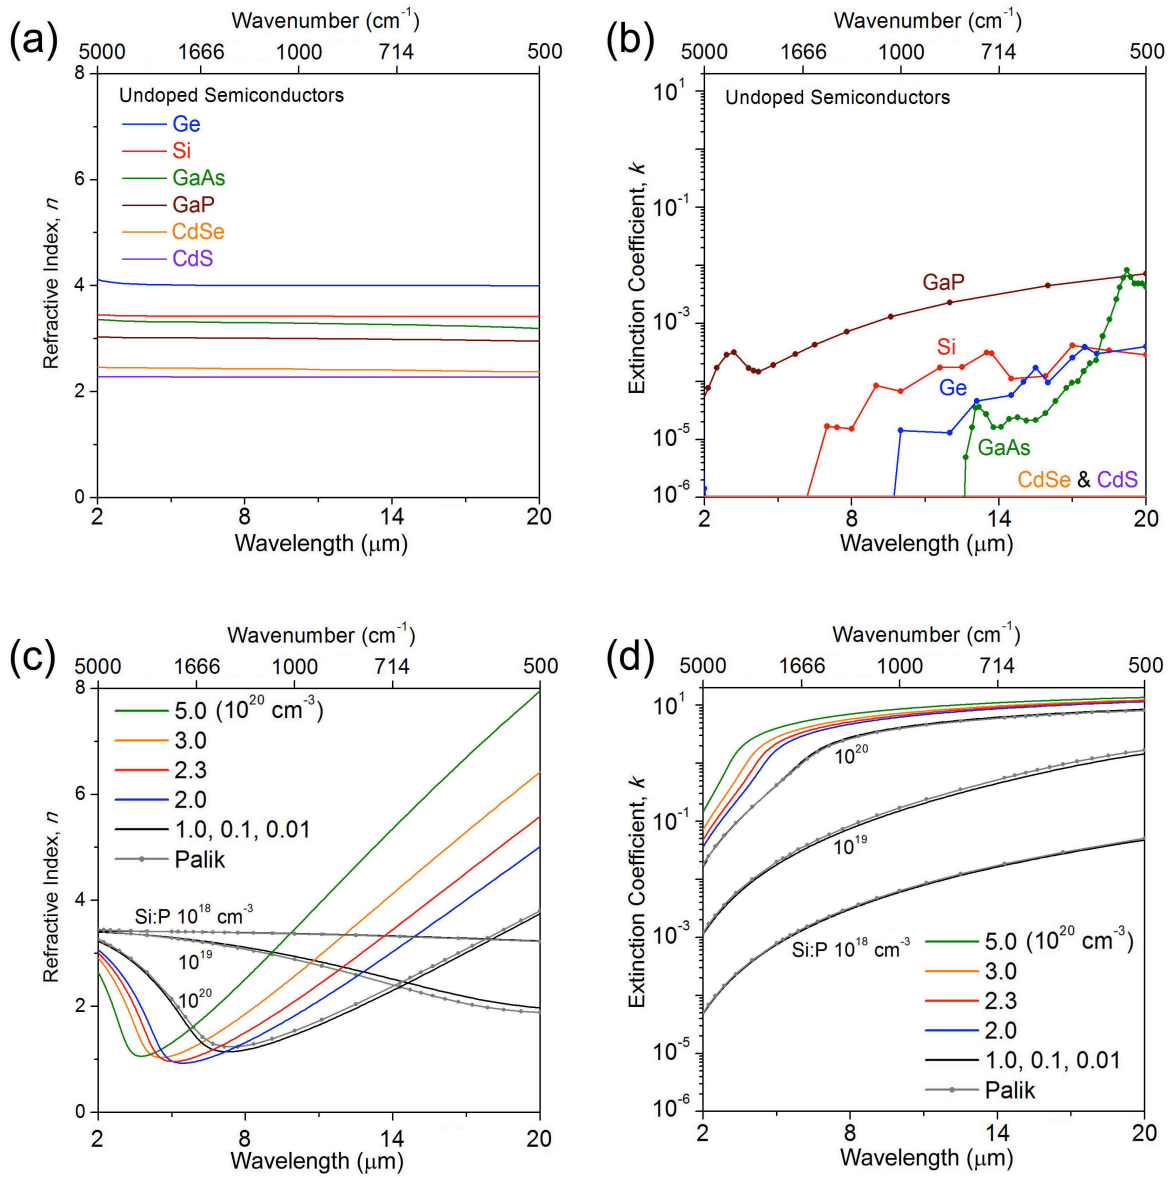 (a)
Wavenumber (cm⁻¹)
5000 1666 1000 714 500
8
6
4
2
0
Refractive Index, n
Undoped Semiconductors
Ge
Si
GaAs
GaP
CdSe
CdS
2 8 14 20
Wavelength (μm)
(b)
Wavenumber (cm⁻¹)
5000 1666 1000 714 500
10¹
10⁻¹
10⁻³
10⁻⁵
10⁻⁶
Extinction Coefficient, k
Undoped Semiconductors
GaP
Si
Ge
GaAs
CdSe & CdS
2 8 14 20
Wavelength (μm)
(c)
Wavenumber (cm⁻¹)
5000 1666 1000 714 500
8
6
4
2
0
Refractive Index, n
5.0 (10²⁰ cm⁻³)
3.0
2.3
2.0
1.0, 0.1, 0.01
Palik
Si:P 10¹⁸ cm⁻³
10¹⁹
10²⁰
2 8 14 20
Wavelength (μm)
(d)
Wavenumber (cm⁻¹)
5000 1666 1000 714 500
10¹
10⁻¹
10⁻³
10⁻⁵
10⁻⁶
Extinction Coefficient, k
10²⁰
10¹⁹
Si:P 10¹⁸ cm⁻³
5.0 (10²⁰ cm⁻³)
3.0
2.3
2.0
1.0, 0.1, 0.01
Palik
2 8 14 20
Wavelength (μm)